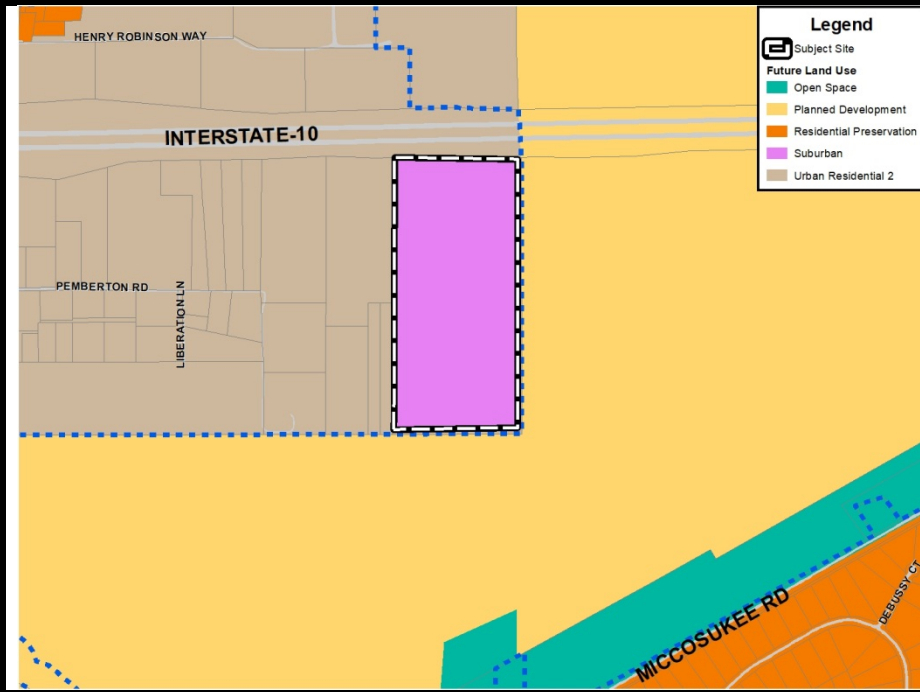 HENRY ROBINSON WAY
INTERSTATE-10
PEMBERTON RD
LIBERATION LN
MICCOSUKEE RD
DEBUSSY CT
Legend
Subject Site
Future Land Use
Open Space
Planned Development
Residential Preservation
Suburban
Urban Residential 2